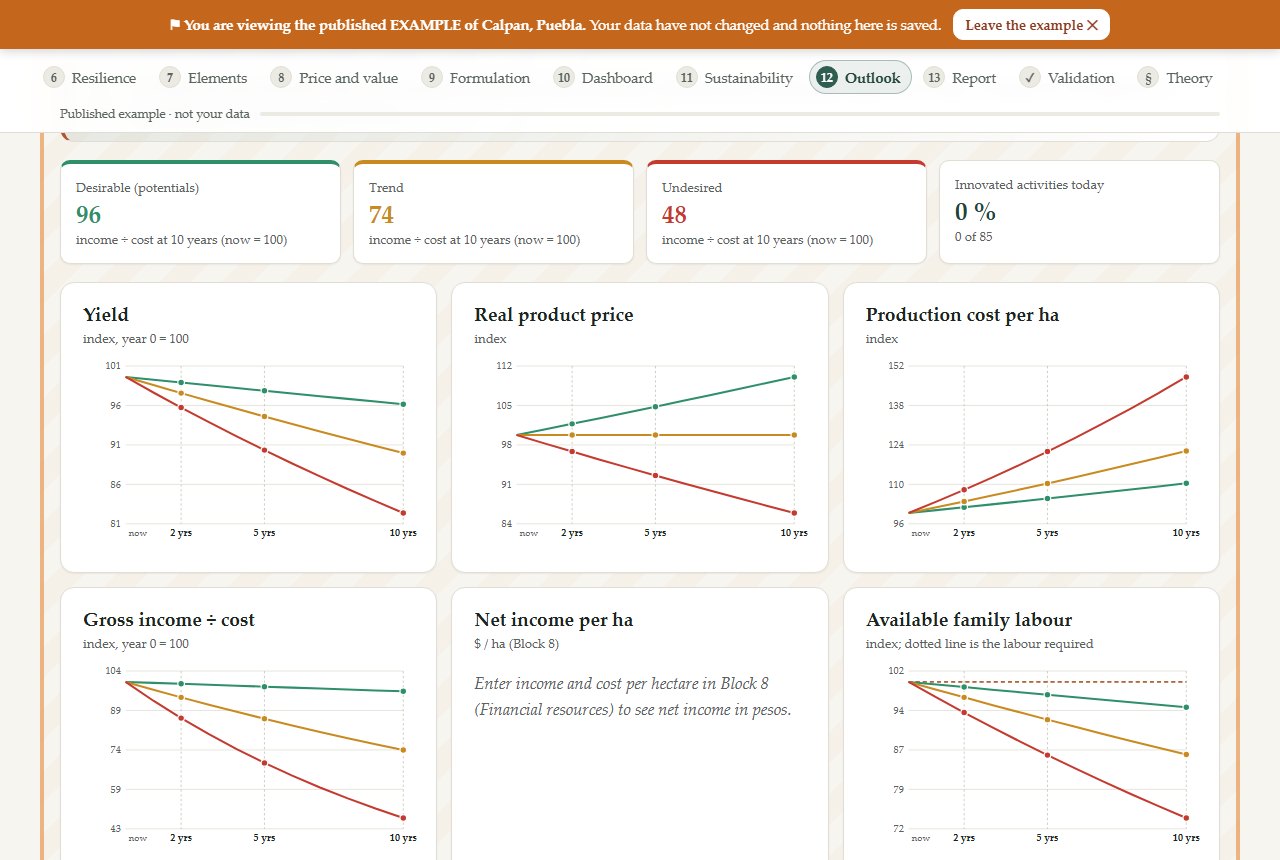 ⚑ You are viewing the published EXAMPLE of Calpan, Puebla. Your data have not changed and nothing here is saved. Leave the example ✕
6 Resilience 7 Elements 8 Price and value 9 Formulation 10 Dashboard 11 Sustainability 12 Outlook 13 Report ✓ Validation § Theory
Published example · not your data
Desirable (potentials)
96
income ÷ cost at 10 years (now = 100)
Trend
74
income ÷ cost at 10 years (now = 100)
Undesired
48
income ÷ cost at 10 years (now = 100)
Innovated activities today
0 %
0 of 85
Yield
index, year 0 = 100
101
96
91
86
81
now 2 yrs 5 yrs 10 yrs
Real product price
index
112
105
98
91
84
now 2 yrs 5 yrs 10 yrs
Production cost per ha
index
152
138
124
110
96
now 2 yrs 5 yrs 10 yrs
Gross income ÷ cost
index, year 0 = 100
104
89
74
59
43
now 2 yrs 5 yrs 10 yrs
Net income per ha
$ / ha (Block 8)
Enter income and cost per hectare in Block 8
(Financial resources) to see net income in pesos.
Available family labour
index; dotted line is the labour required
102
94
87
79
72
now 2 yrs 5 yrs 10 yrs